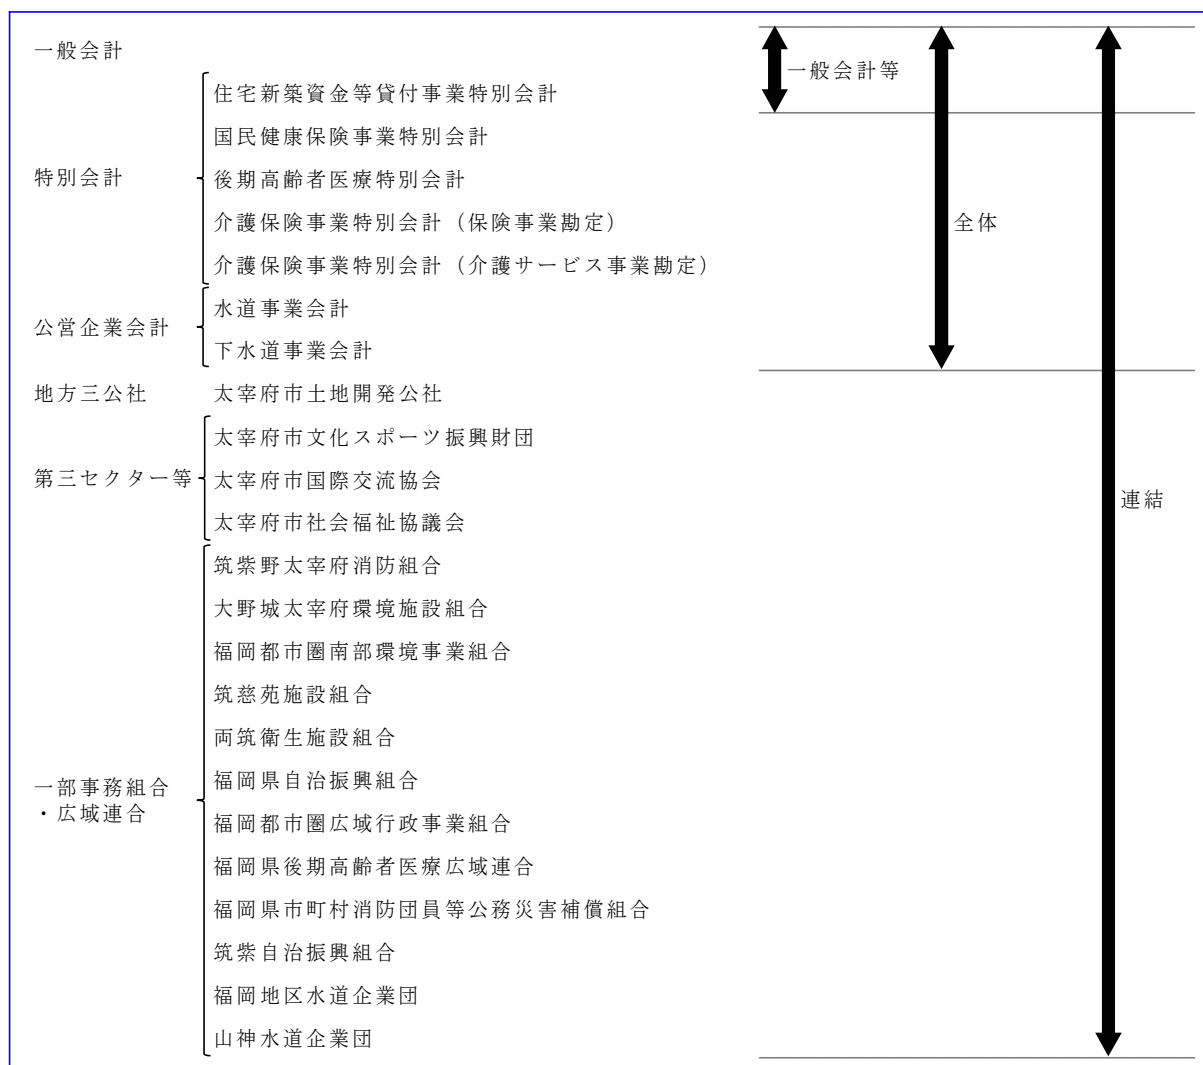 一般会計
一般会計等
住宅新築資金等貸付事業特別会計
国民健康保険事業特別会計
特別会計
後期高齢者医療特別会計
介護保険事業特別会計（保険事業勘定）
全体
介護保険事業特別会計（介護サービス事業勘定）
水道事業会計
公営企業会計
下水道事業会計
地方三公社
太宰府市土地開発公社
太宰府市文化スポーツ振興財団
第三セクター等
太宰府市国際交流協会
連結
太宰府市社会福祉協議会
筑紫野太宰府消防組合
大野城太宰府環境施設組合
福岡都市圏南部環境事業組合
筑慈苑施設組合
両筑衛生施設組合
福岡県自治振興組合
一部事務組合
・広域連合
福岡都市圏広域行政事業組合
福岡県後期高齢者医療広域連合
福岡県市町村消防団員等公務災害補償組合
筑紫自治振興組合
福岡地区水道企業団
山神水道企業団